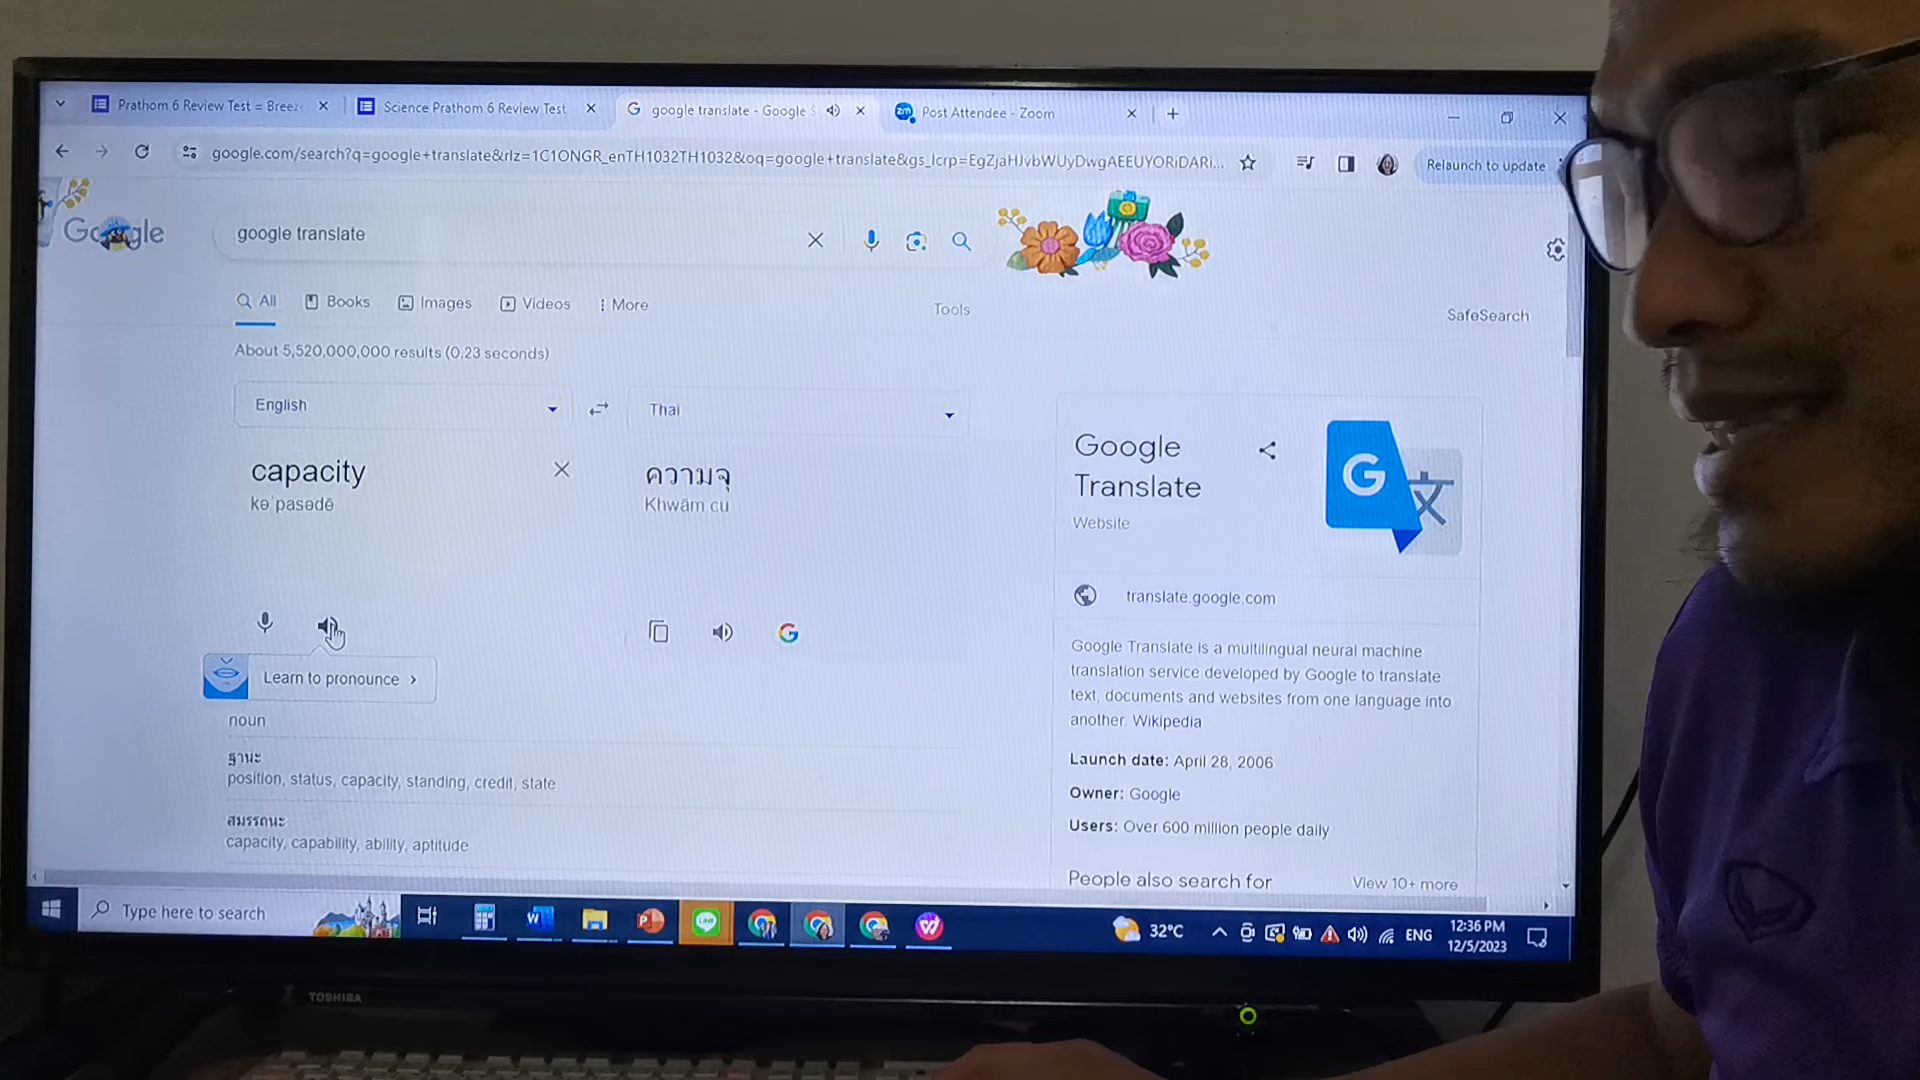 Prathom 6 Review Test = Breez
Science Prathom 6 Review Test
google translate - Google S
Post Attendee - Zoom
google.com/search?q=google+translate&rlz=1C1ONGR_enTH1032TH1032&oq=google+translate&gs_lcrp=EgZjaHJvbWUyDwgAEEUYORiDARi...
Relaunch to update
Google
google translate
All
Books
Images
Videos
More
Tools
SafeSearch
About 5,520,000,000 results (0.23 seconds)
English
Thai
capacity
kəˈpasədē
ความจุ
Khwām cu
Learn to pronounce
noun
ฐานะ
position, status, capacity, standing, credit, state
สมรรถนะ
capacity, capability, ability, aptitude
Google
Translate
Website
translate.google.com
Google Translate is a multilingual neural machine
translation service developed by Google to translate
text, documents and websites from one language into
another. Wikipedia
Launch date: April 28, 2006
Owner: Google
Users: Over 600 million people daily
People also search for
View 10+ more
Type here to search
32°C
ENG
12:36 PM
12/5/2023
TOSHIBA